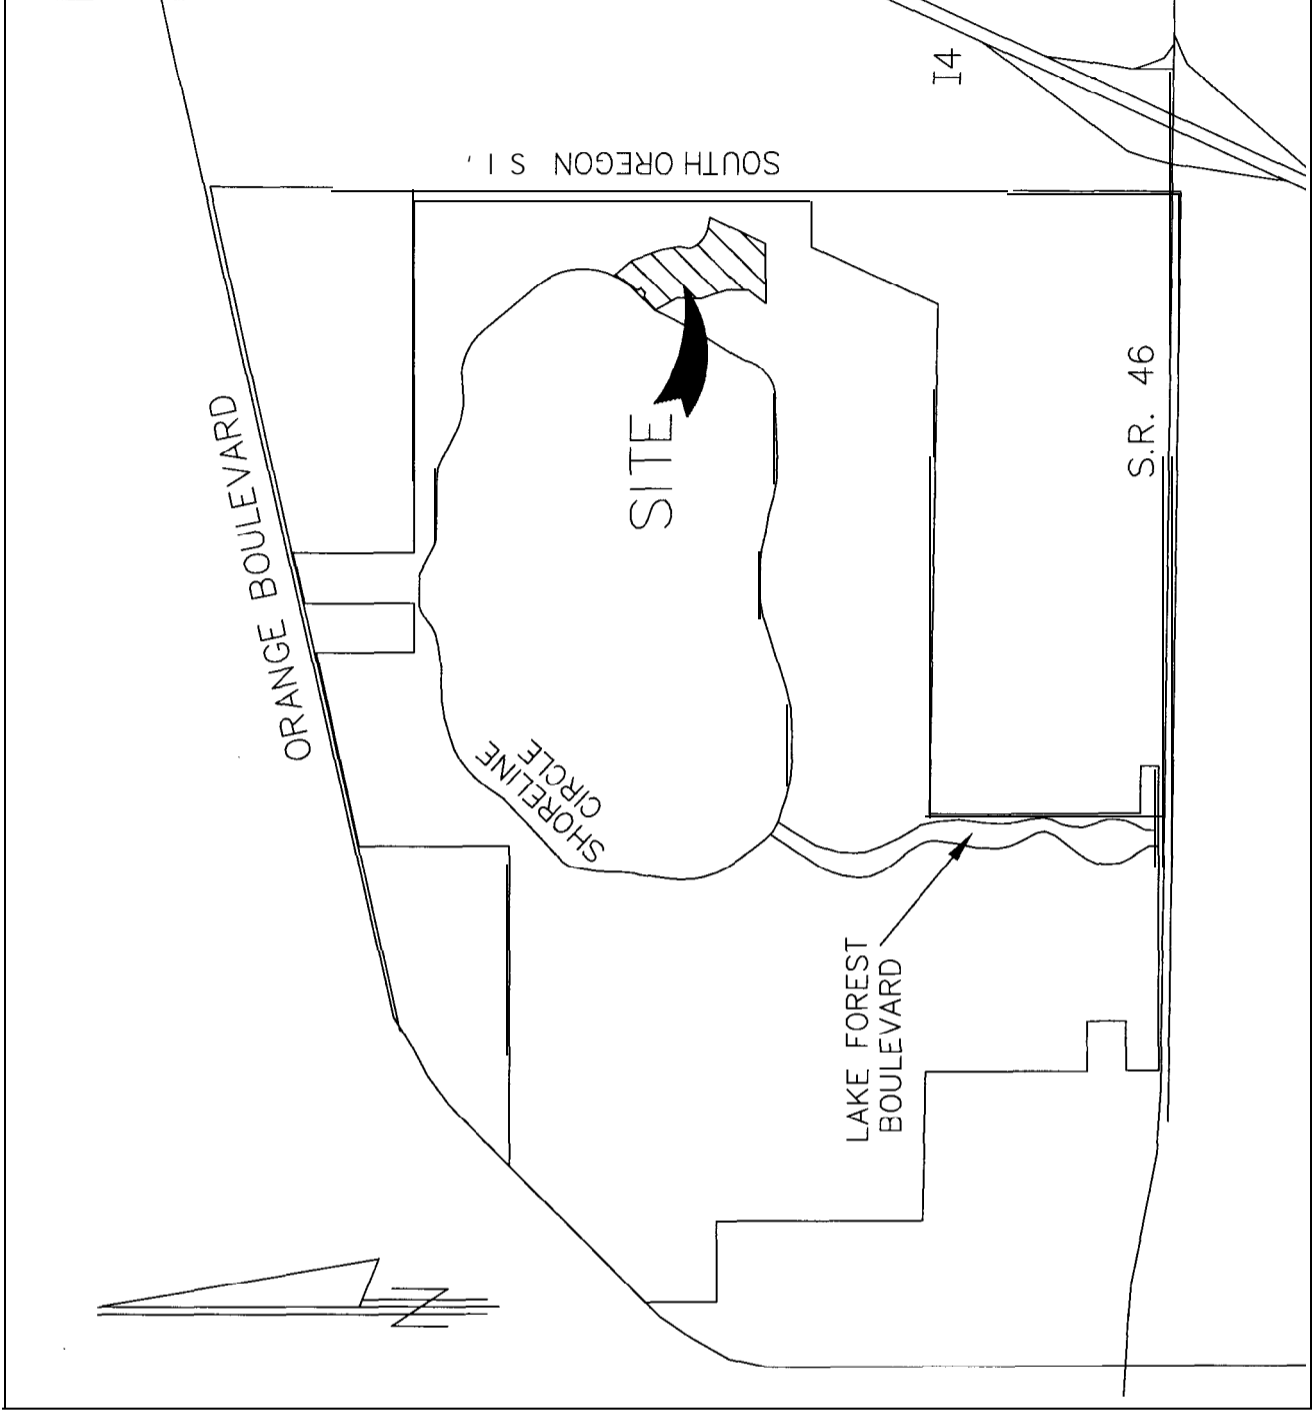 I4
SOUTH OREGON S I ,
ORANGE BOULEVARD
SITE
S.R. 46
SHORELINE
CIRCLE
LAKE FOREST
BOULEVARD
N